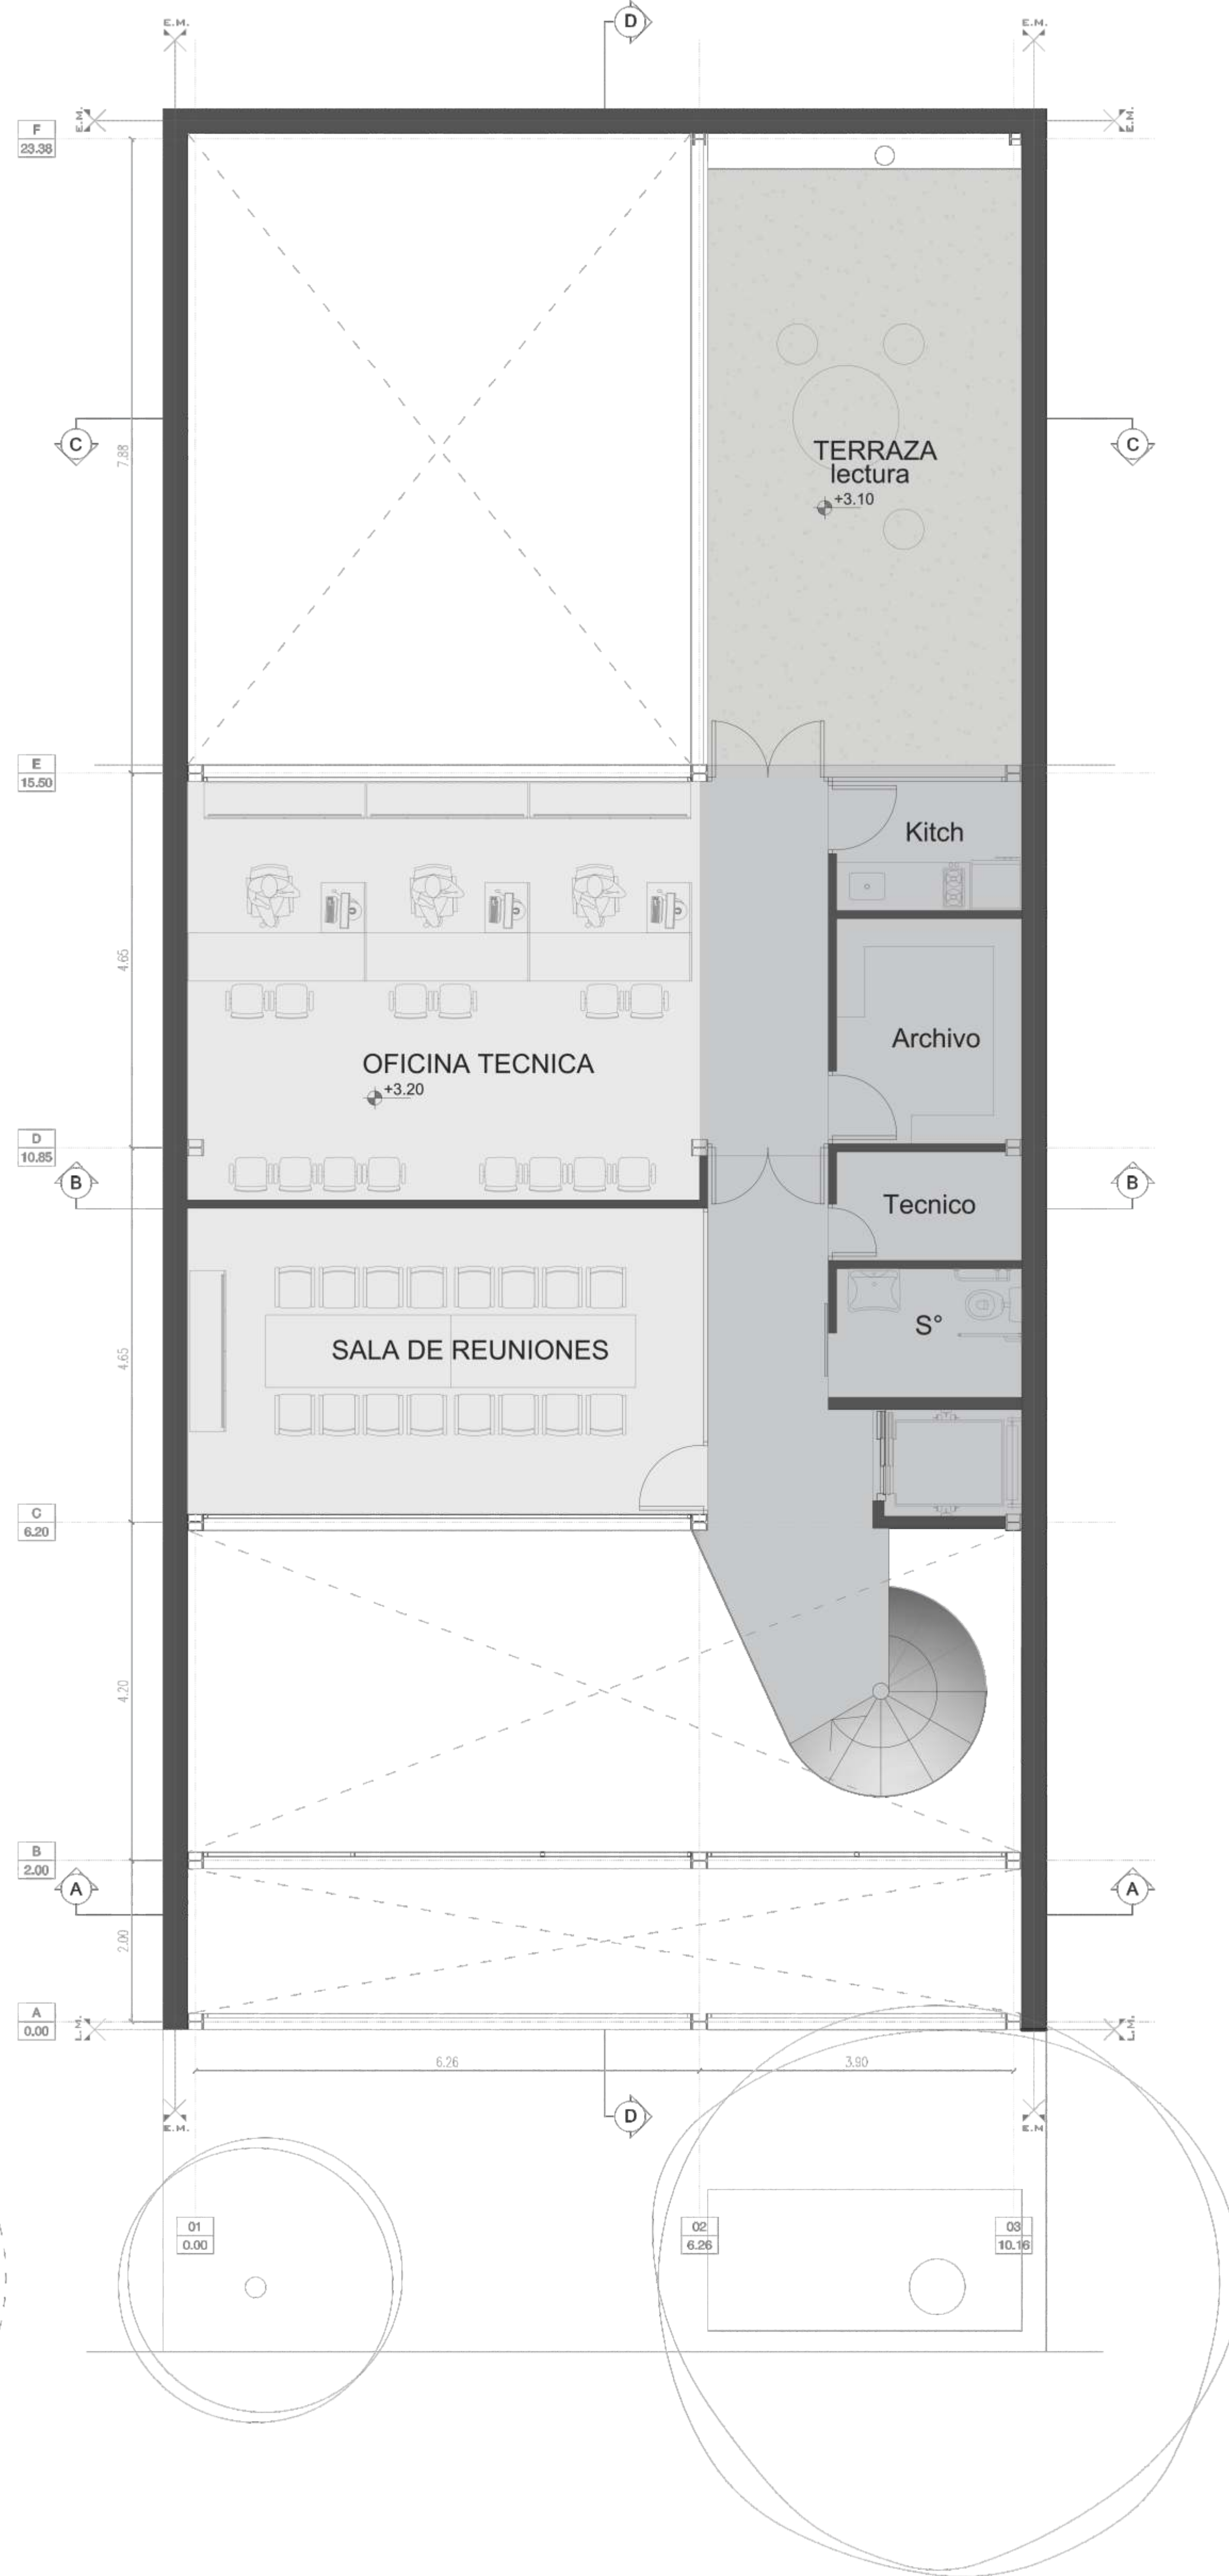 E.M.
D
E.M.
F
23.38
E.M.
E.M.
C
7.88
C
TERRAZA
lectura
+3.10
E
15.50
Kitch
4.65
Archivo
OFICINA TECNICA
+3.20
D
10.85
B
B
Tecnico
S°
SALA DE REUNIONES
4.65
C
6.20
4.20
B
2.00
A
A
2.00
A
0.00
L.M.
L.M.
6.26
3.90
D
E.M.
E.M
01
0.00
02
6.26
03
10.16